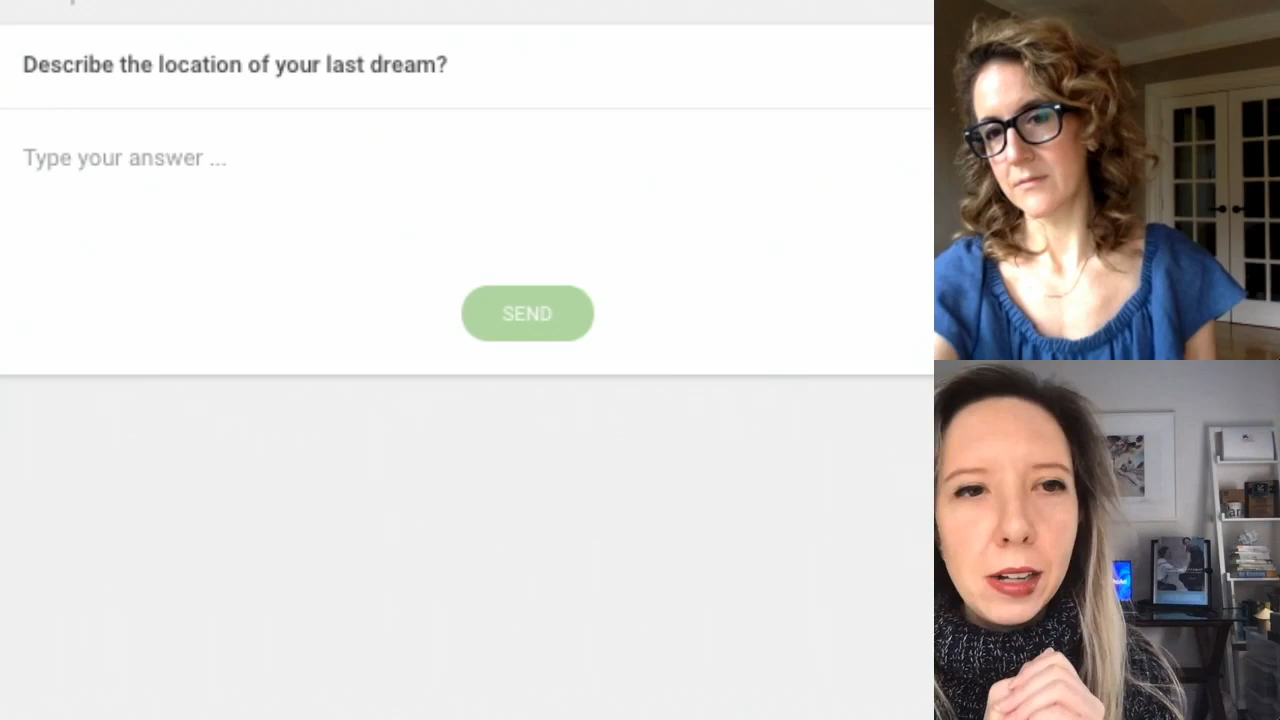 Describe the location of your last dream?
Type your answer ...
SEND